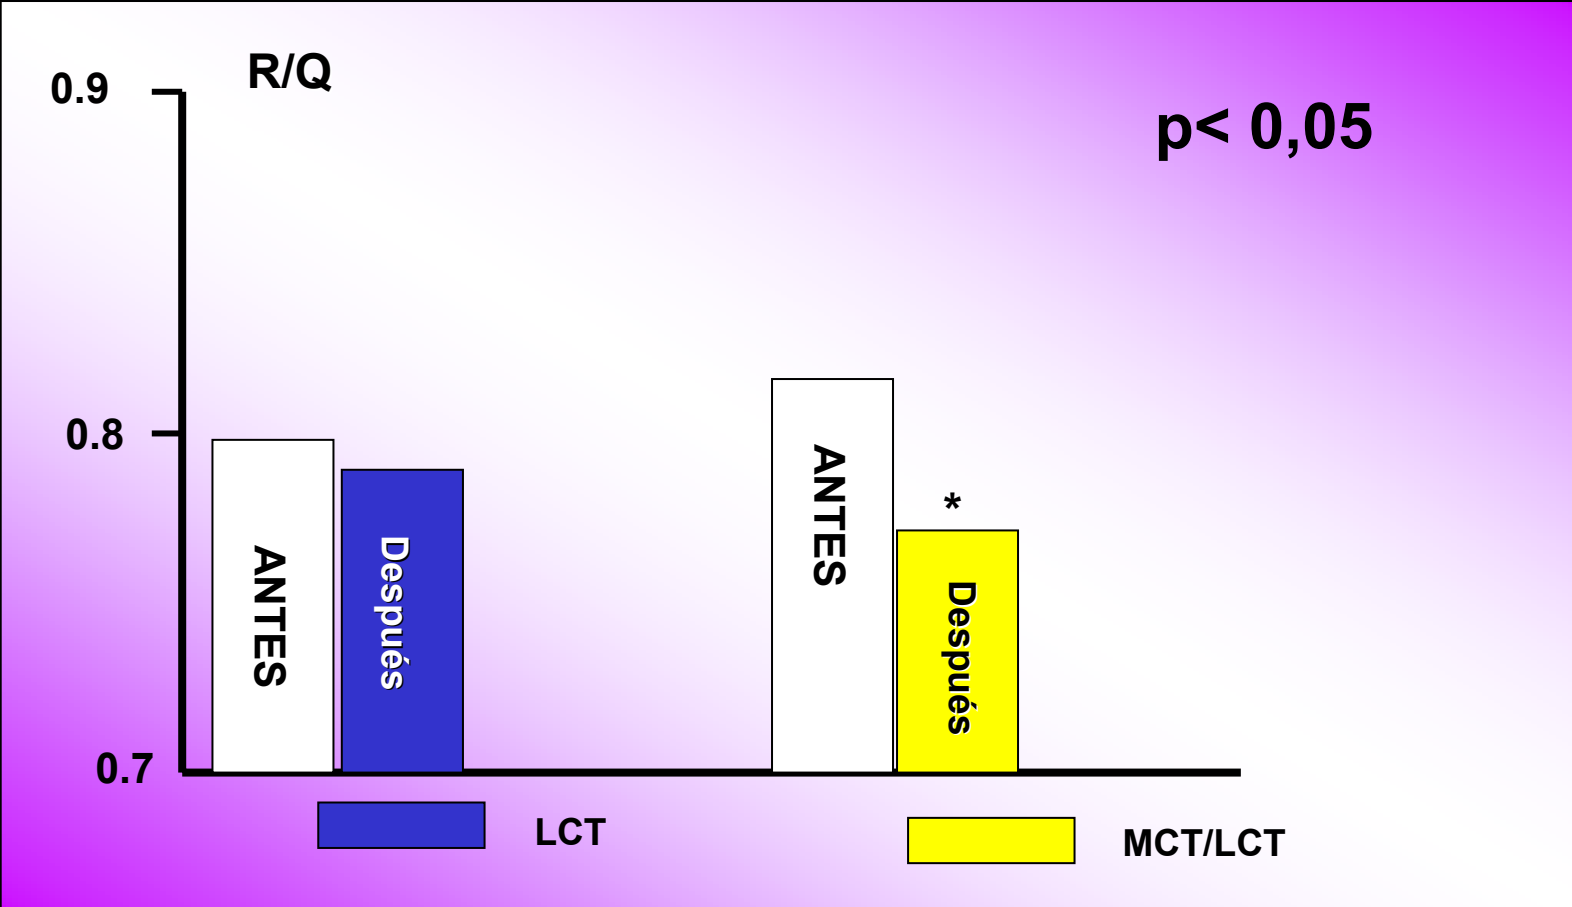 R/Q
0.9
p< 0,05
0.8
ANTES
Después
ANTES
*
Después
0.7
LCT
MCT/LCT